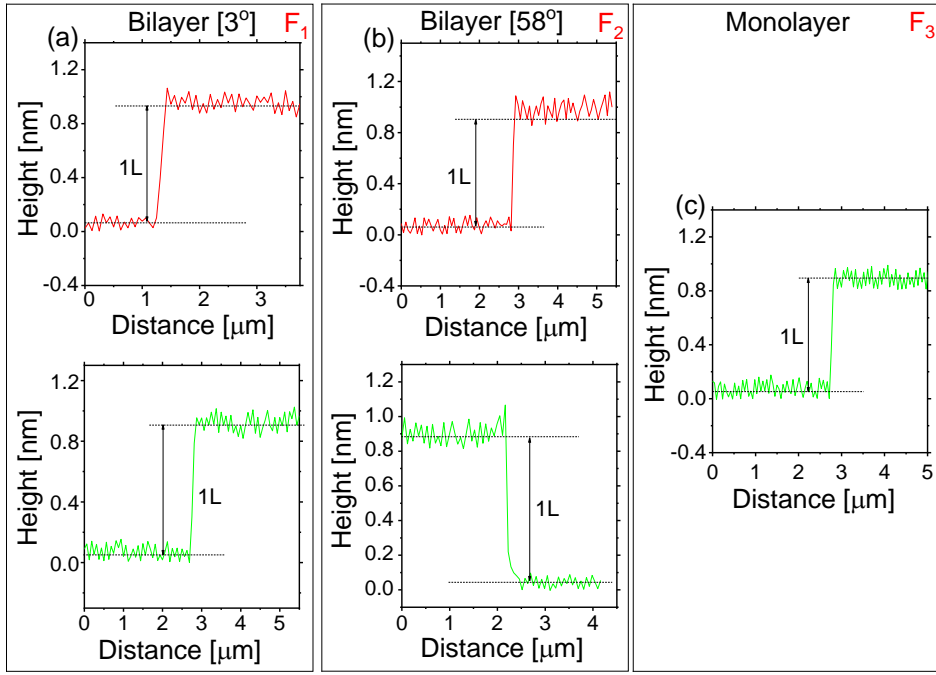 (a) Bilayer [3°] F1
1.2
0.8
0.4
0.0
-0.4
Height [nm]
1L
0 1 2 3
Distance [μm]
1.2
0.8
0.4
0.0
Height [nm]
1L
0 1 2 3 4 5
Distance [μm]
(b) Bilayer [58°] F2
1.2
0.8
0.4
0.0
-0.4
Height [nm]
1L
0 1 2 3 4 5
Distance [μm]
1.2
1.0
0.8
0.6
0.4
0.2
0.0
Height [nm]
1L
0 1 2 3 4
Distance [μm]
Monolayer F3
(c)
1.2
0.8
0.4
0.0
-0.4
Height [nm]
1L
0 1 2 3 4 5
Distance [μm]